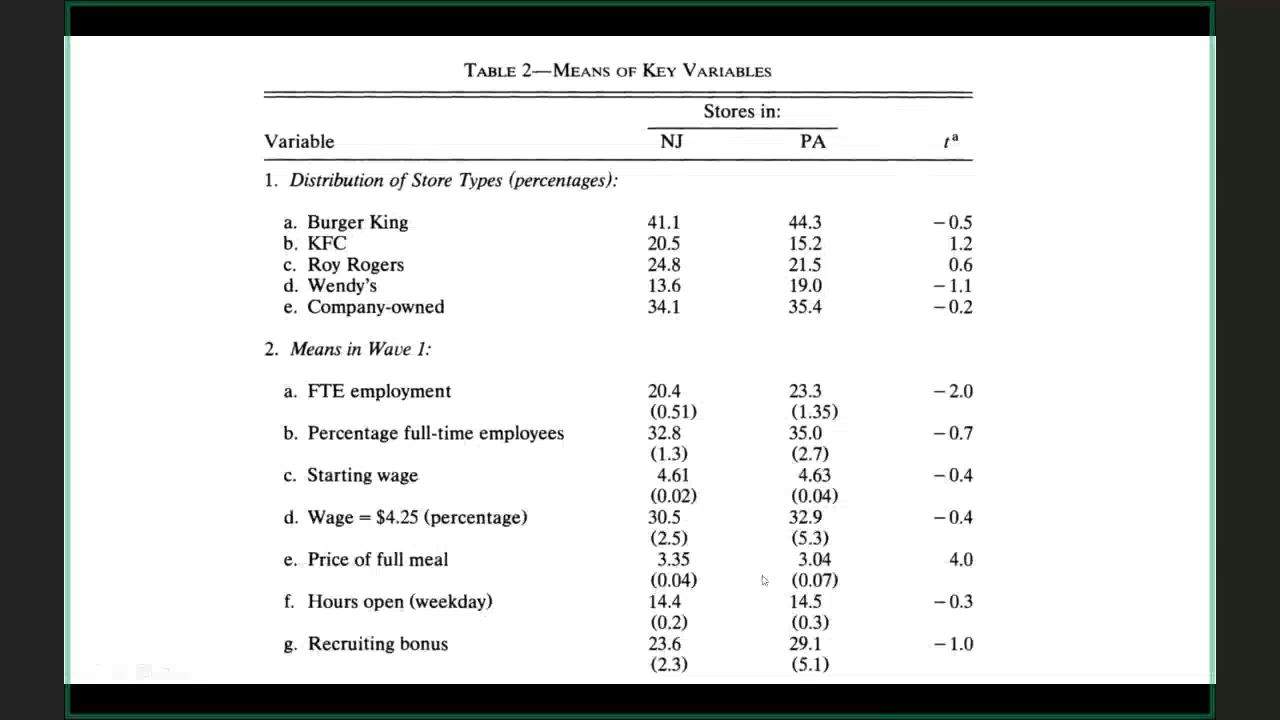 TABLE 2—MEANS OF KEY VARIABLES
Stores in:
Variable NJ PA tᵃ
1. Distribution of Store Types (percentages):
a. Burger King 41.1 44.3 −0.5
b. KFC 20.5 15.2 1.2
c. Roy Rogers 24.8 21.5 0.6
d. Wendy's 13.6 19.0 −1.1
e. Company-owned 34.1 35.4 −0.2
2. Means in Wave 1:
a. FTE employment 20.4 23.3 −2.0
(0.51) (1.35)
b. Percentage full-time employees 32.8 35.0 −0.7
(1.3) (2.7)
c. Starting wage 4.61 4.63 −0.4
(0.02) (0.04)
d. Wage = $4.25 (percentage) 30.5 32.9 −0.4
(2.5) (5.3)
e. Price of full meal 3.35 3.04 4.0
(0.04) (0.07)
f. Hours open (weekday) 14.4 14.5 −0.3
(0.2) (0.3)
g. Recruiting bonus 23.6 29.1 −1.0
(2.3) (5.1)